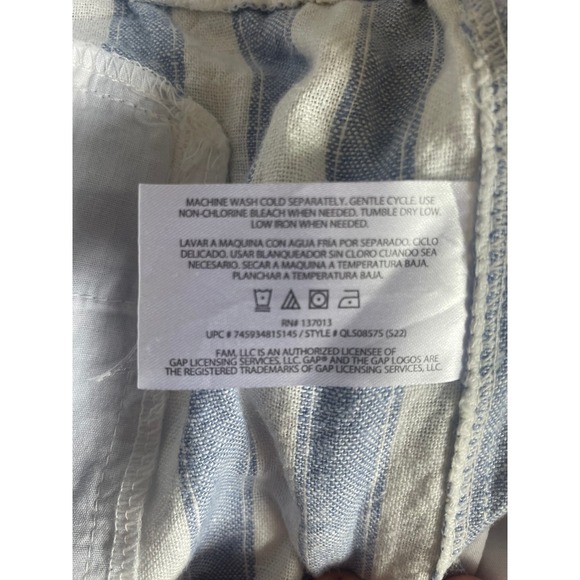 MACHINE WASH COLD SEPARATELY. GENTLE CYCLE. USE
NON-CHLORINE BLEACH WHEN NEEDED. TUMBLE DRY LOW.
LOW IRON WHEN NEEDED.
LAVAR A MAQUINA CON AGUA FRÍA POR SEPARADO. CICLO
DELICADO. USAR BLANQUEADOR SIN CLORO CUANDO SEA
NECESARIO. SECAR A MAQUINA A TEMPERATURA BAJA.
PLANCHAR A TEMPERATURA BAJA.
RN# 137013
UPC # 745934815145 / STYLE # QLS0857S (S22)
FAM, LLC IS AN AUTHORIZED LICENSEE OF
GAP LICENSING SERVICES, LLC. GAP® AND THE GAP LOGOS ARE
THE REGISTERED TRADEMARKS OF GAP LICENSING SERVICES, LLC.